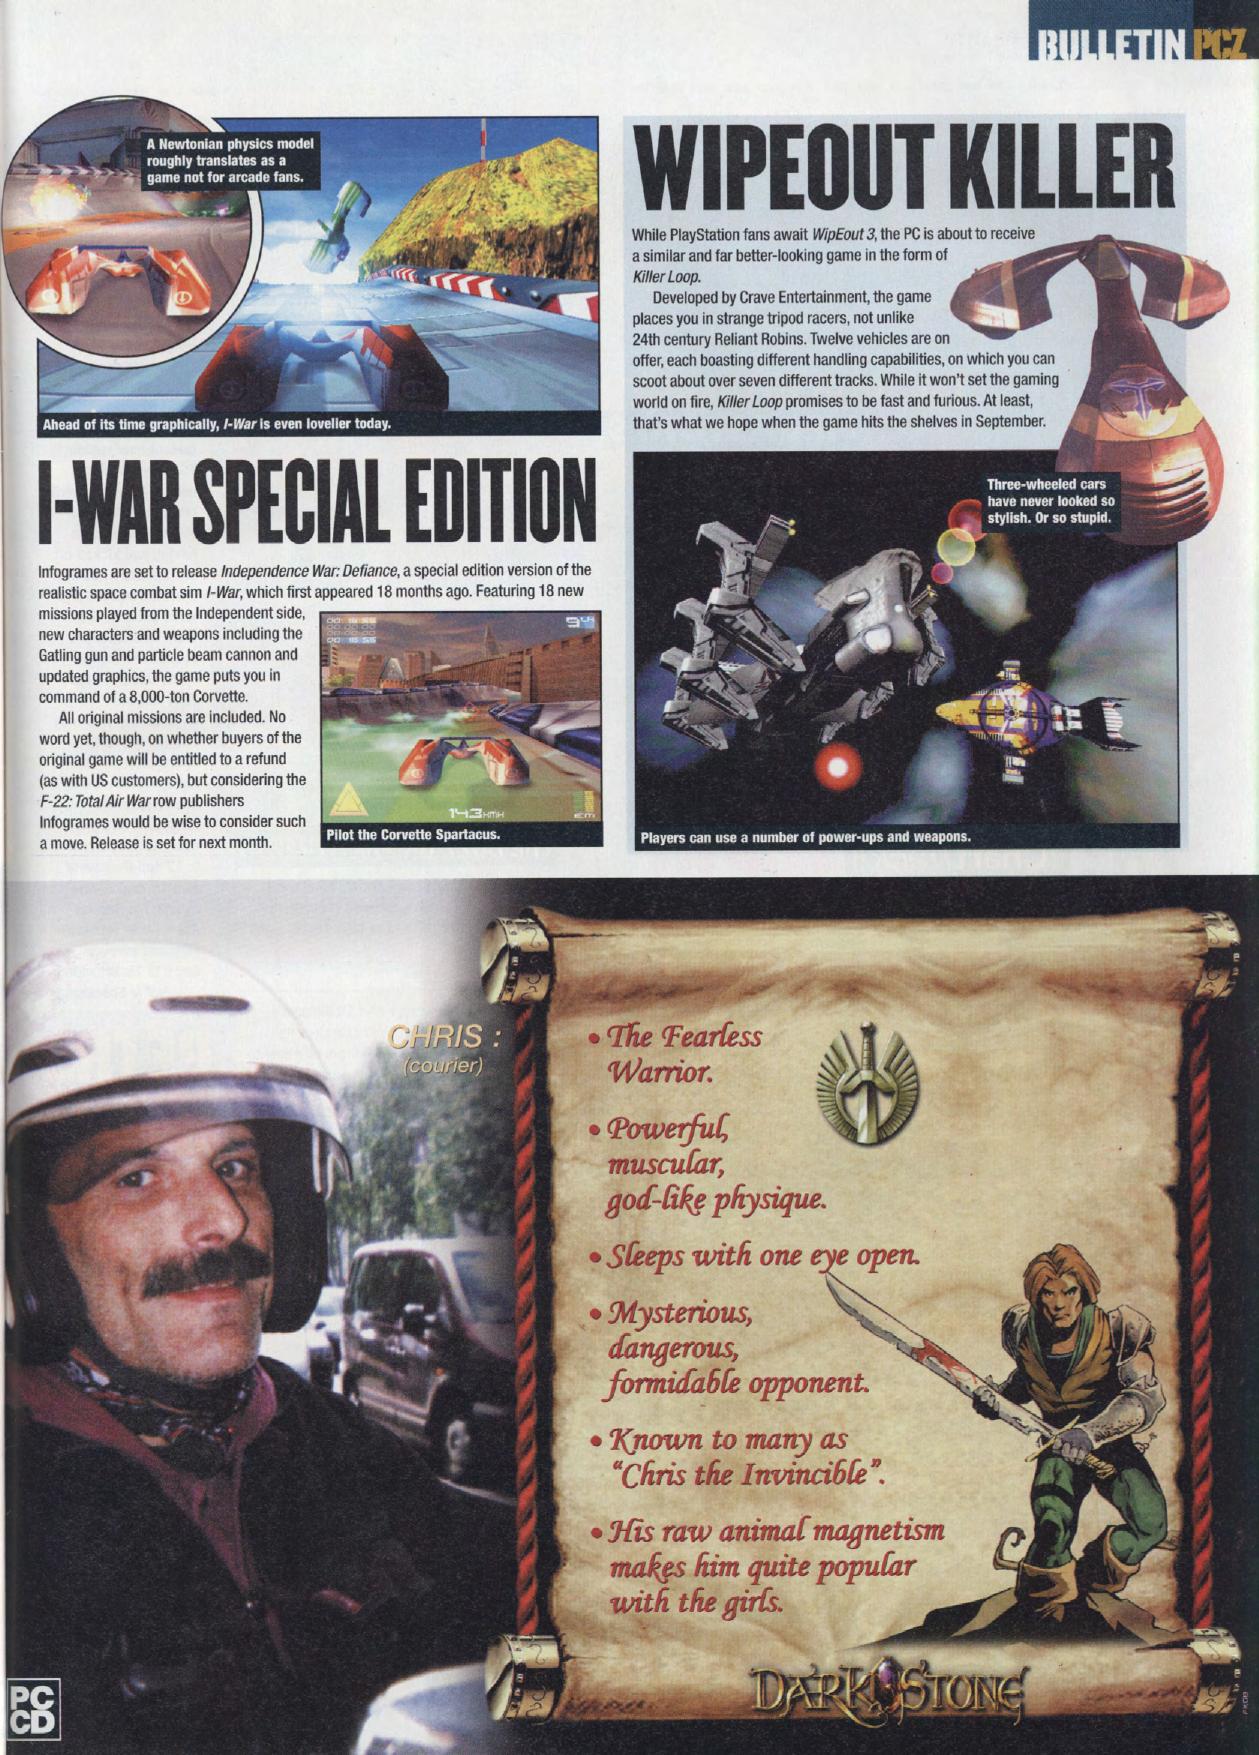 BULLETIN PCZ
A Newtonian physics model
roughly translates as a
game not for arcade fans.
Ahead of its time graphically, I-War is even lovelier today.
I-WAR SPECIAL EDITION
Infogrames are set to release Independence War: Defiance, a special edition version of the
realistic space combat sim I-War, which first appeared 18 months ago. Featuring 18 new
missions played from the Independent side,
new characters and weapons including the
Gatling gun and particle beam cannon and
updated graphics, the game puts you in
command of a 8,000-ton Corvette.
All original missions are included. No
word yet, though, on whether buyers of the
original game will be entitled to a refund
(as with US customers), but considering the
F-22: Total Air War row publishers
Infogrames would be wise to consider such
a move. Release is set for next month.
143 KMH
Pilot the Corvette Spartacus.
WIPEOUT KILLER
While PlayStation fans await WipEout 3, the PC is about to receive
a similar and far better-looking game in the form of
Killer Loop.
Developed by Crave Entertainment, the game
places you in strange tripod racers, not unlike
24th century Reliant Robins. Twelve vehicles are on
offer, each boasting different handling capabilities, on which you can
scoot about over seven different tracks. While it won't set the gaming
world on fire, Killer Loop promises to be fast and furious. At least,
that's what we hope when the game hits the shelves in September.
Three-wheeled cars
have never looked so
stylish. Or so stupid.
Players can use a number of power-ups and weapons.
CHRIS :
(courier)
• The Fearless
Warrior.
• Powerful,
muscular,
god-like physique.
• Sleeps with one eye open.
• Mysterious,
dangerous,
formidable opponent.
• Known to many as
"Chris the Invincible".
• His raw animal magnetism
makes him quite popular
with the girls.
DARKSTONE
PC
CD